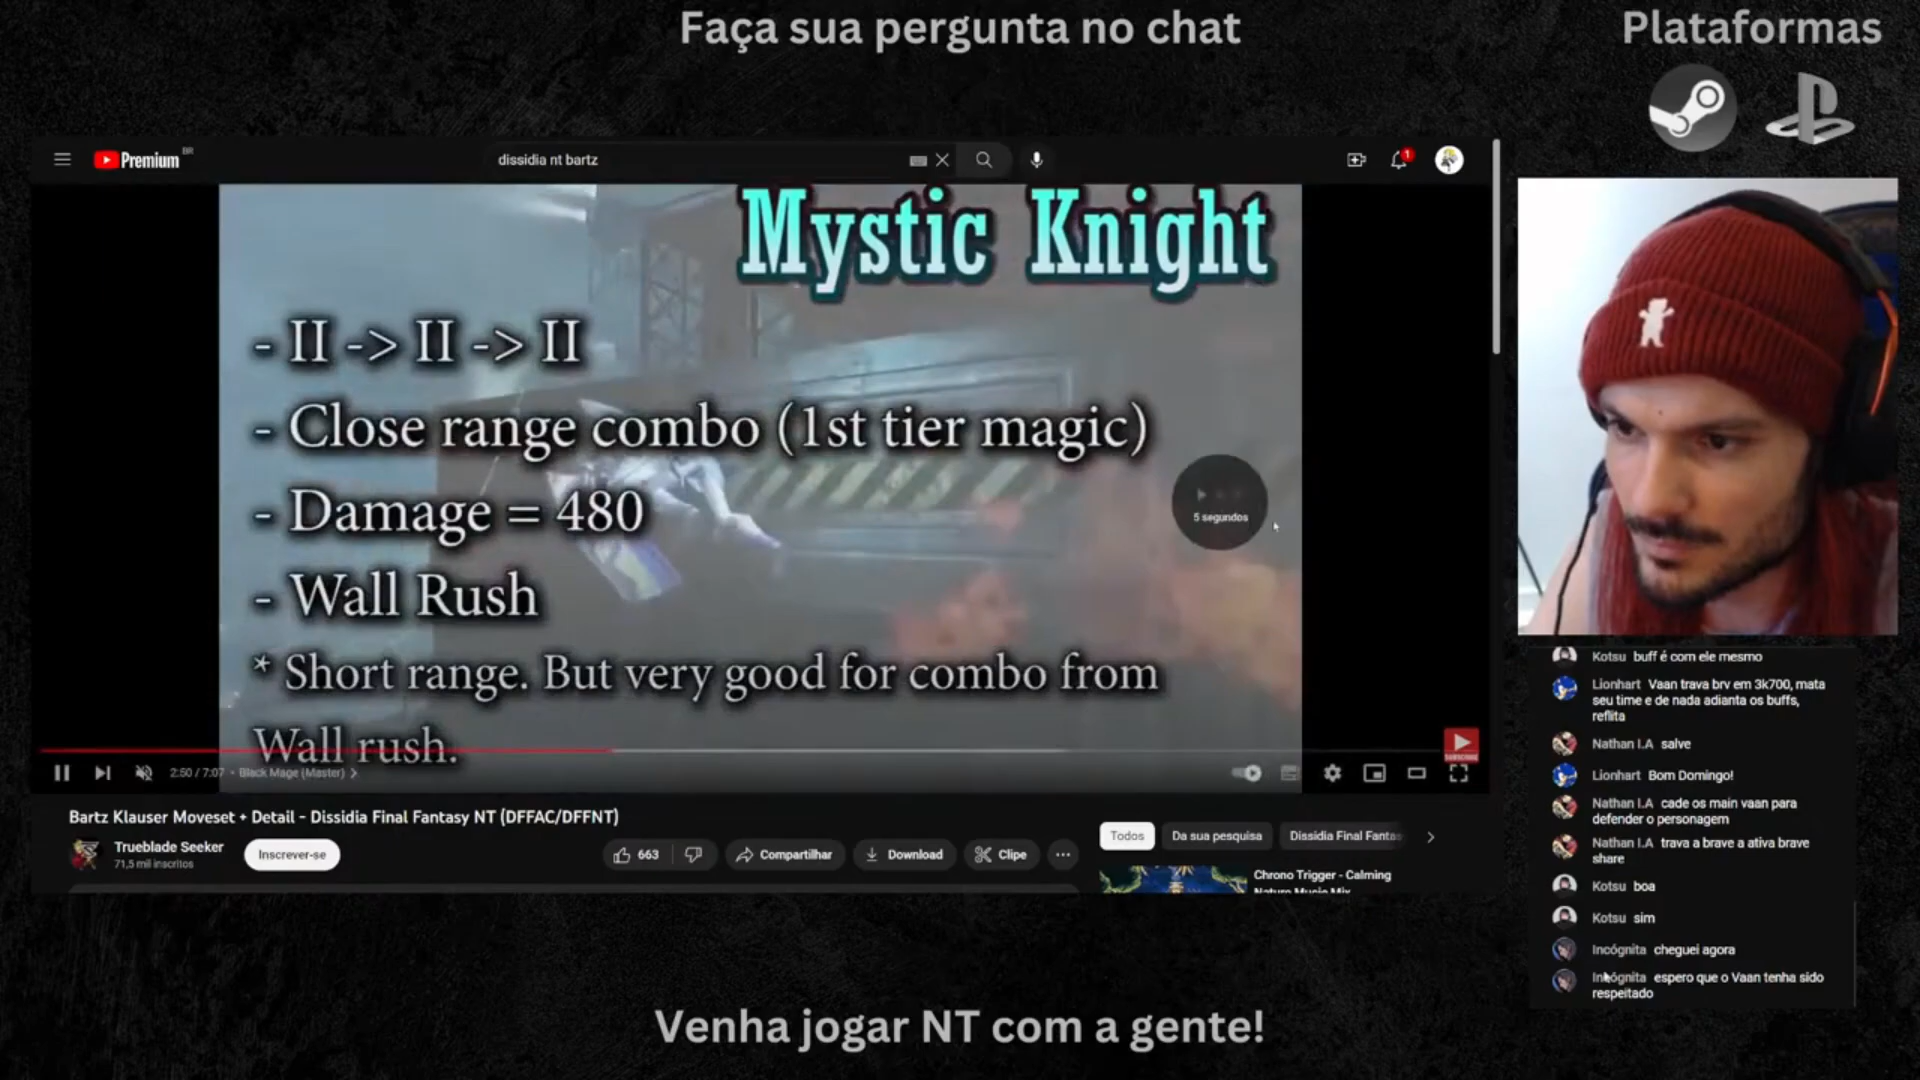 Faça sua pergunta no chat
Plataformas
Premium BR
dissidia nt bartz
1
Mystic Knight
- II -> II -> II
- Close range combo (1st tier magic)
- Damage = 480
- Wall Rush
* Short range. But very good for combo from
Wall rush.
5 segundos
SUBSCRIBE
2:50 / 7:07 • Black Mage (Master)
Bartz Klauser Moveset + Detail - Dissidia Final Fantasy NT (DFFAC/DFFNT)
Trueblade Seeker
71,5 mil inscritos
Inscrever-se
663
Compartilhar
Download
Clipe
Todos
Da sua pesquisa
Dissidia Final Fantas
Chrono Trigger - Calming
Nature Music Mix
Kotsu buff é com ele mesmo
Lionhart Vaan trava brv em 3k700, mata
seu time e de nada adianta os buffs,
reflita
Nathan I.A salve
Lionhart Bom Domingo!
Nathan I.A cade os main vaan para
defender o personagem
Nathan I.A trava a brave a ativa brave
share
Kotsu boa
Kotsu sim
Incógnita cheguei agora
Incógnita espero que o Vaan tenha sido
respeitado
Venha jogar NT com a gente!